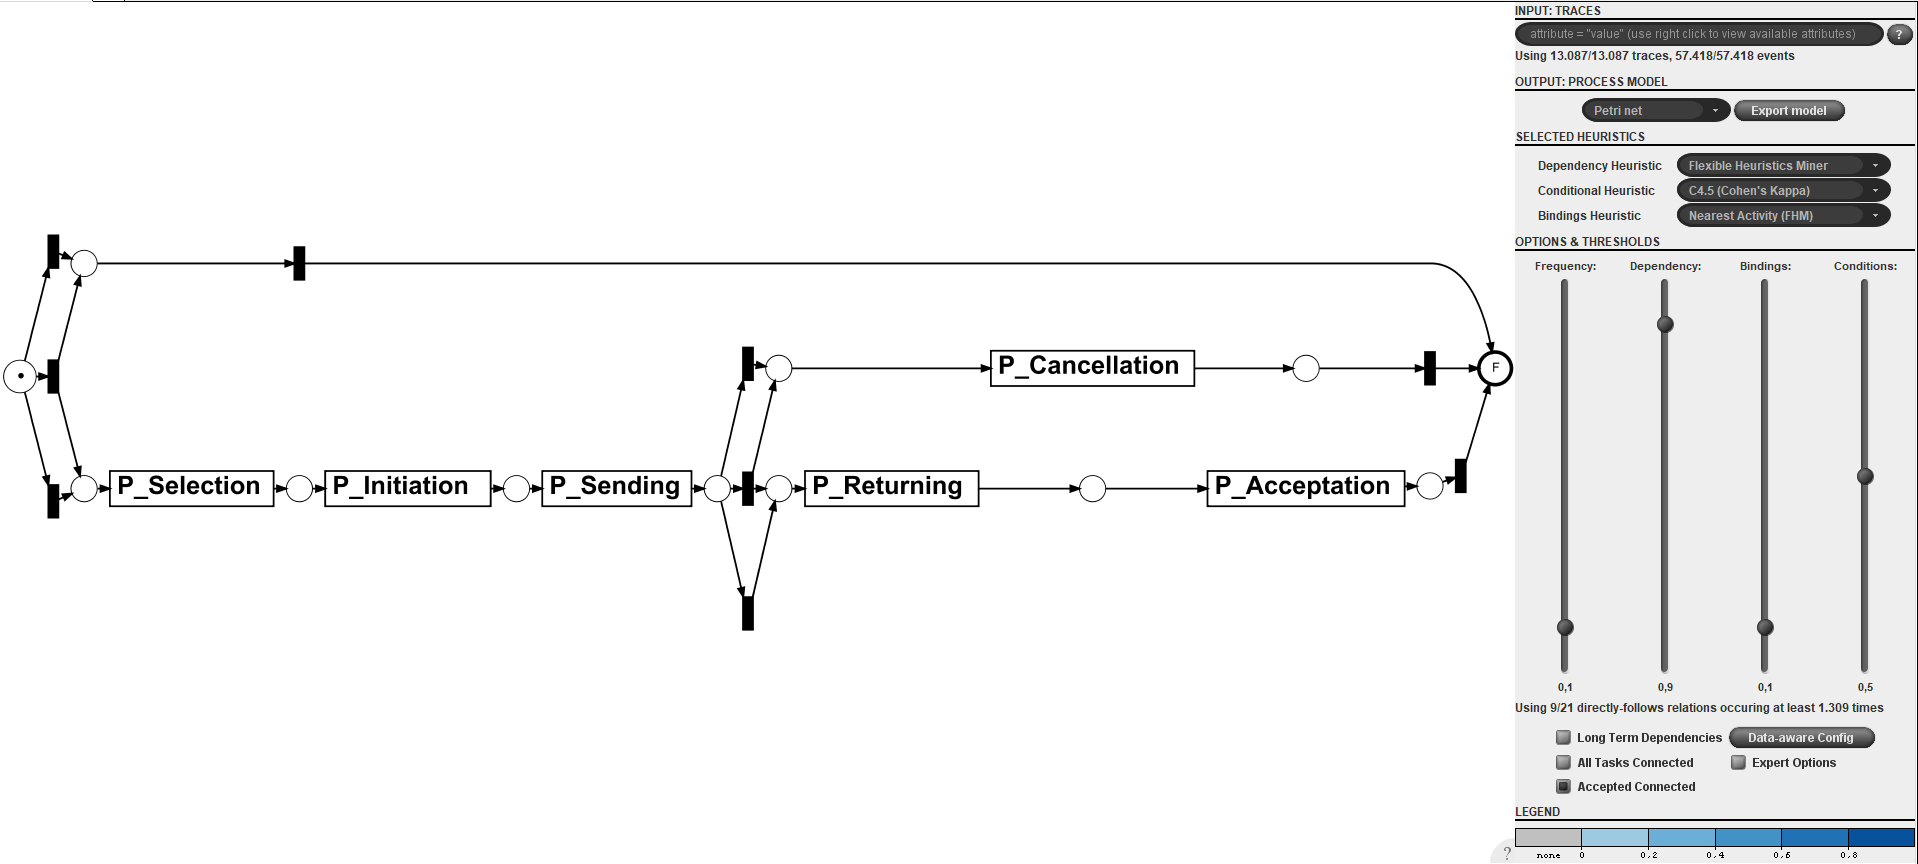 P_Cancellation
F
P_Selection
P_Initiation
P_Sending
P_Returning
P_Acceptation
INPUT: TRACES
attribute = "value" (use right click to view available attributes)
?
Using 13.087/13.087 traces, 57.418/57.418 events
OUTPUT: PROCESS MODEL
Petri net
Export model
SELECTED HEURISTICS
Dependency Heuristic
Flexible Heuristics Miner
Conditional Heuristic
C4.5 (Cohen's Kappa)
Bindings Heuristic
Nearest Activity (FHM)
OPTIONS & THRESHOLDS
Frequency: Dependency: Bindings: Conditions:
0,1 0,9 0,1 0,5
Using 9/21 directly-follows relations occuring at least 1.309 times
Long Term Dependencies
Data-aware Config
All Tasks Connected
Expert Options
Accepted Connected
LEGEND
?
none 0 0,2 0,4 0,6 0,8